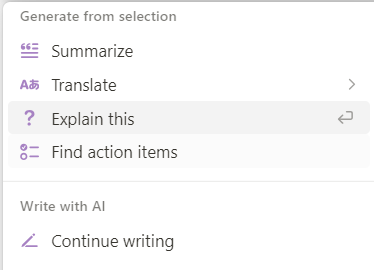 Generate from selection
Summarize
Aあ Translate
? Explain this
Find action items
Write with AI
Continue writing